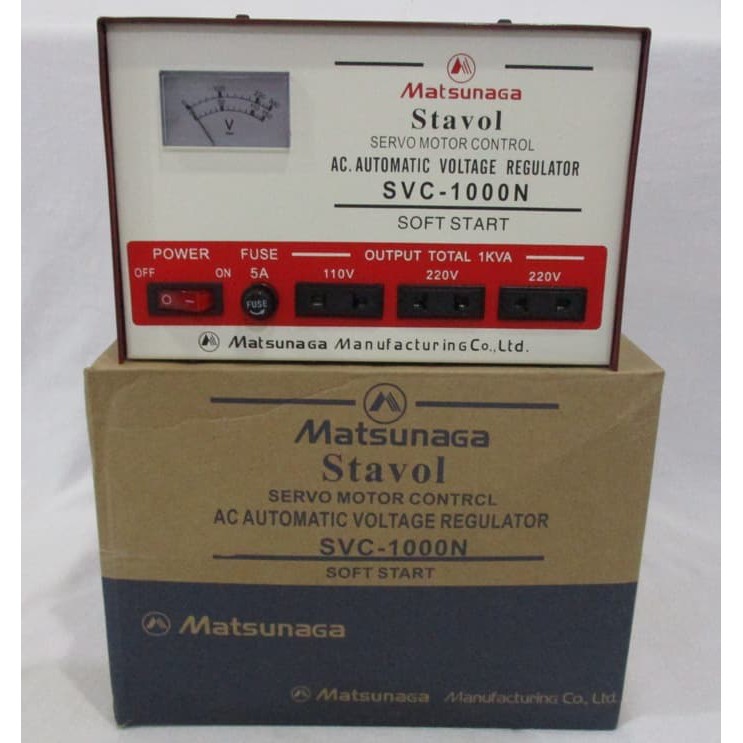 V
Matsunaga
Stavol
SERVO MOTOR CONTROL
AC. AUTOMATIC VOLTAGE REGULATOR
SVC-1000N
SOFT START
POWER FUSE OUTPUT TOTAL 1KVA
OFF ON 5A 110V 220V 220V
FUSE
Matsunaga Manufacturing Co.,Ltd.
Matsunaga
Stavol
SERVO MOTOR CONTRCL
AC AUTOMATIC VOLTAGE REGULATOR
SVC-1000N
SOFT START
Matsunaga
Matsunaga Manufacturing Co., Ltd.